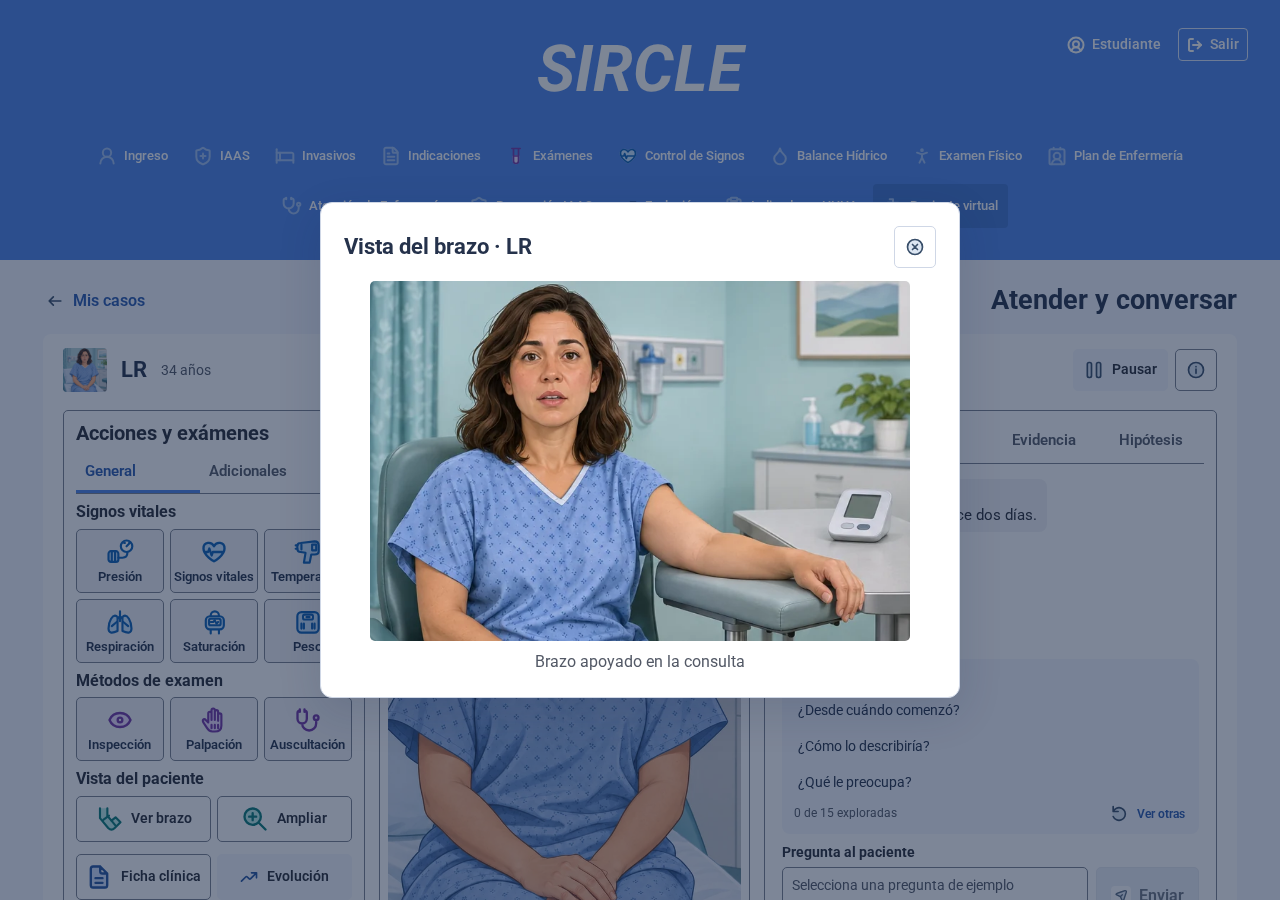 SIRCLE
Estudiante
Salir
Ingreso
IAAS
Invasivos
Indicaciones
Exámenes
Control de Signos
Balance Hídrico
Examen Físico
Plan de Enfermería
virtual
Vista del brazo · LR
Mis casos
Atender y conversar
LR
34 años
Pausar
Acciones y exámenes
General
Adicionales
Evidencia
Hipótesis
Signos vitales
dos días.
Presión
Signos vitales
Respiración
Saturación
Peso
Brazo apoyado en la consulta
Métodos de examen
Inspección
Palpación
Auscultación
¿Desde cuándo comenzó?
¿Cómo lo describiría?
¿Qué le preocupa?
0 de 15 exploradas
Ver otras
Vista del paciente
Ver brazo
Ampliar
Ficha clínica
Evolución
Pregunta al paciente
Selecciona una pregunta de ejemplo
Enviar